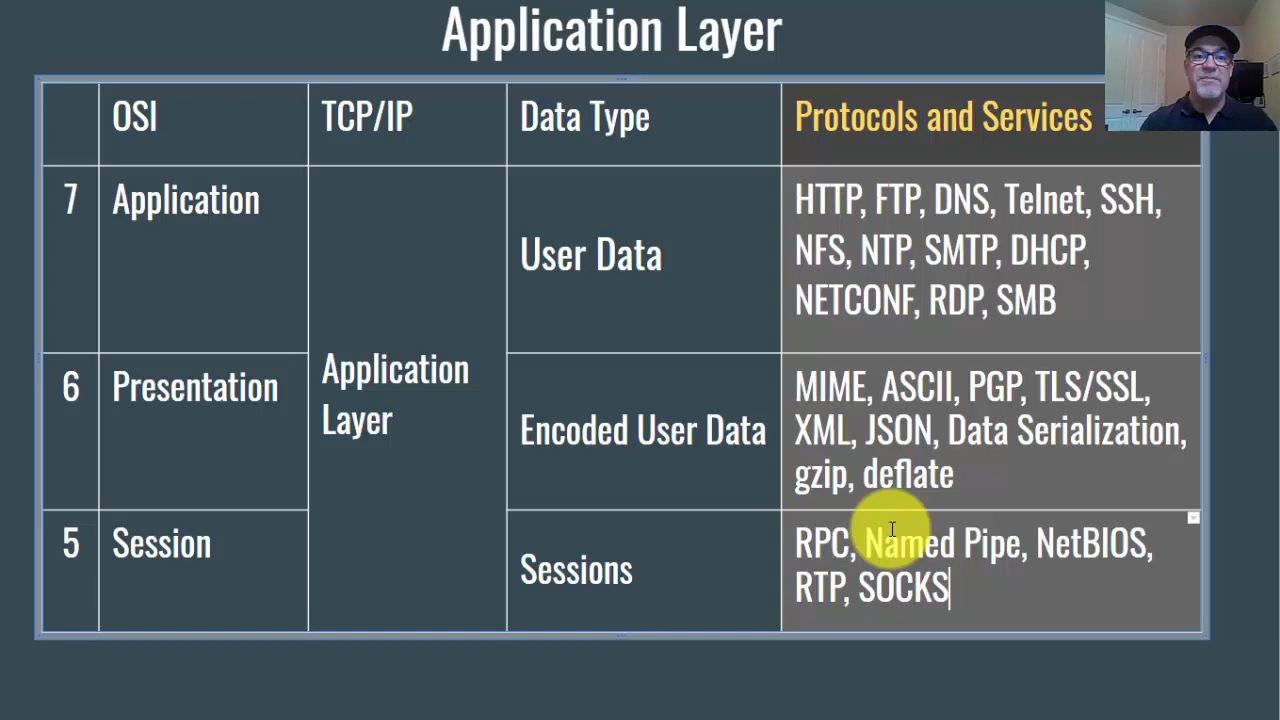 Application Layer
OSI
TCP/IP
Data Type
Protocols and Services
7
Application
Application
Layer
User Data
HTTP, FTP, DNS, Telnet, SSH,
NFS, NTP, SMTP, DHCP,
NETCONF, RDP, SMB
6
Presentation
Encoded User Data
MIME, ASCII, PGP, TLS/SSL,
XML, JSON, Data Serialization,
gzip, deflate
5
Session
Sessions
RPC, Named Pipe, NetBIOS,
RTP, SOCKS